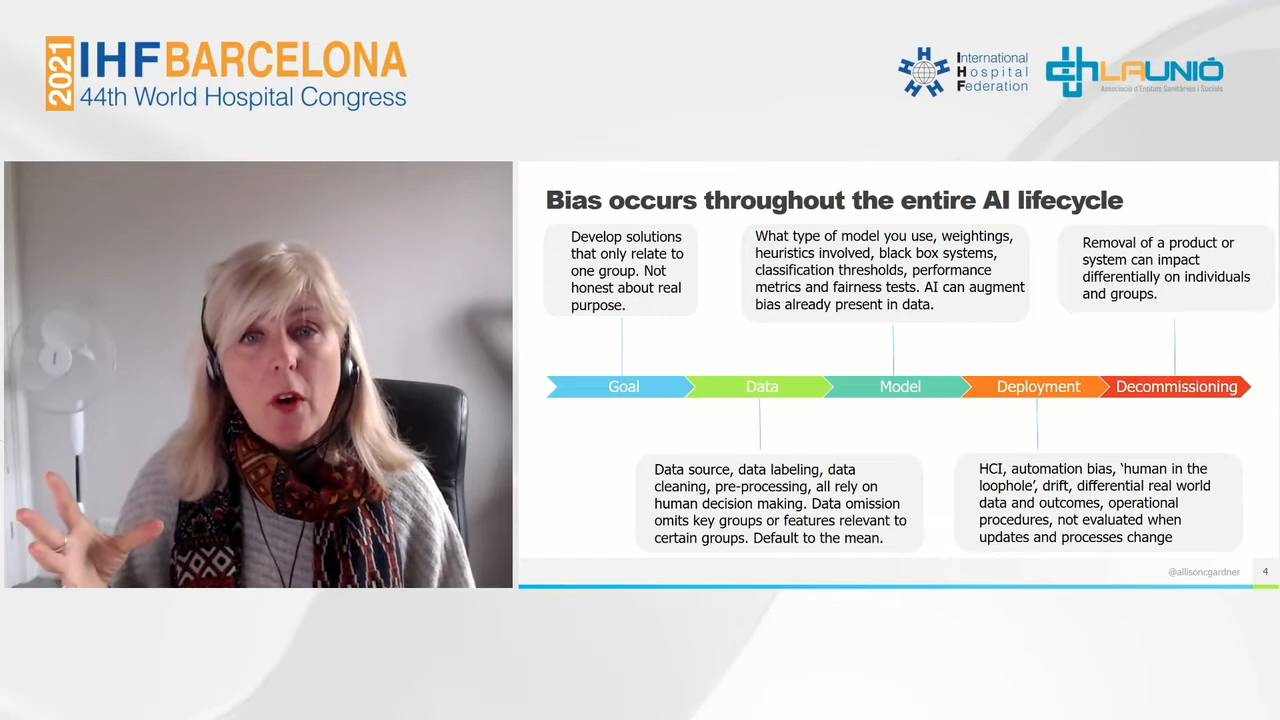 2021
IHF BARCELONA
44th World Hospital Congress
International
Hospital
Federation
LAUNIÓ
Associació d'Entitats Sanitàries i Socials
Bias occurs throughout the entire AI lifecycle
Develop solutions
that only relate to
one group. Not
honest about real
purpose.
What type of model you use, weightings,
heuristics involved, black box systems,
classification thresholds, performance
metrics and fairness tests. AI can augment
bias already present in data.
Removal of a product or
system can impact
differentially on individuals
and groups.
Goal
Data
Model
Deployment
Decommissioning
Data source, data labeling, data
cleaning, pre-processing, all rely on
human decision making. Data omission
omits key groups or features relevant to
certain groups. Default to the mean.
HCI, automation bias, 'human in the
loophole', drift, differential real world
data and outcomes, operational
procedures, not evaluated when
updates and processes change
@allisoncgardner
4